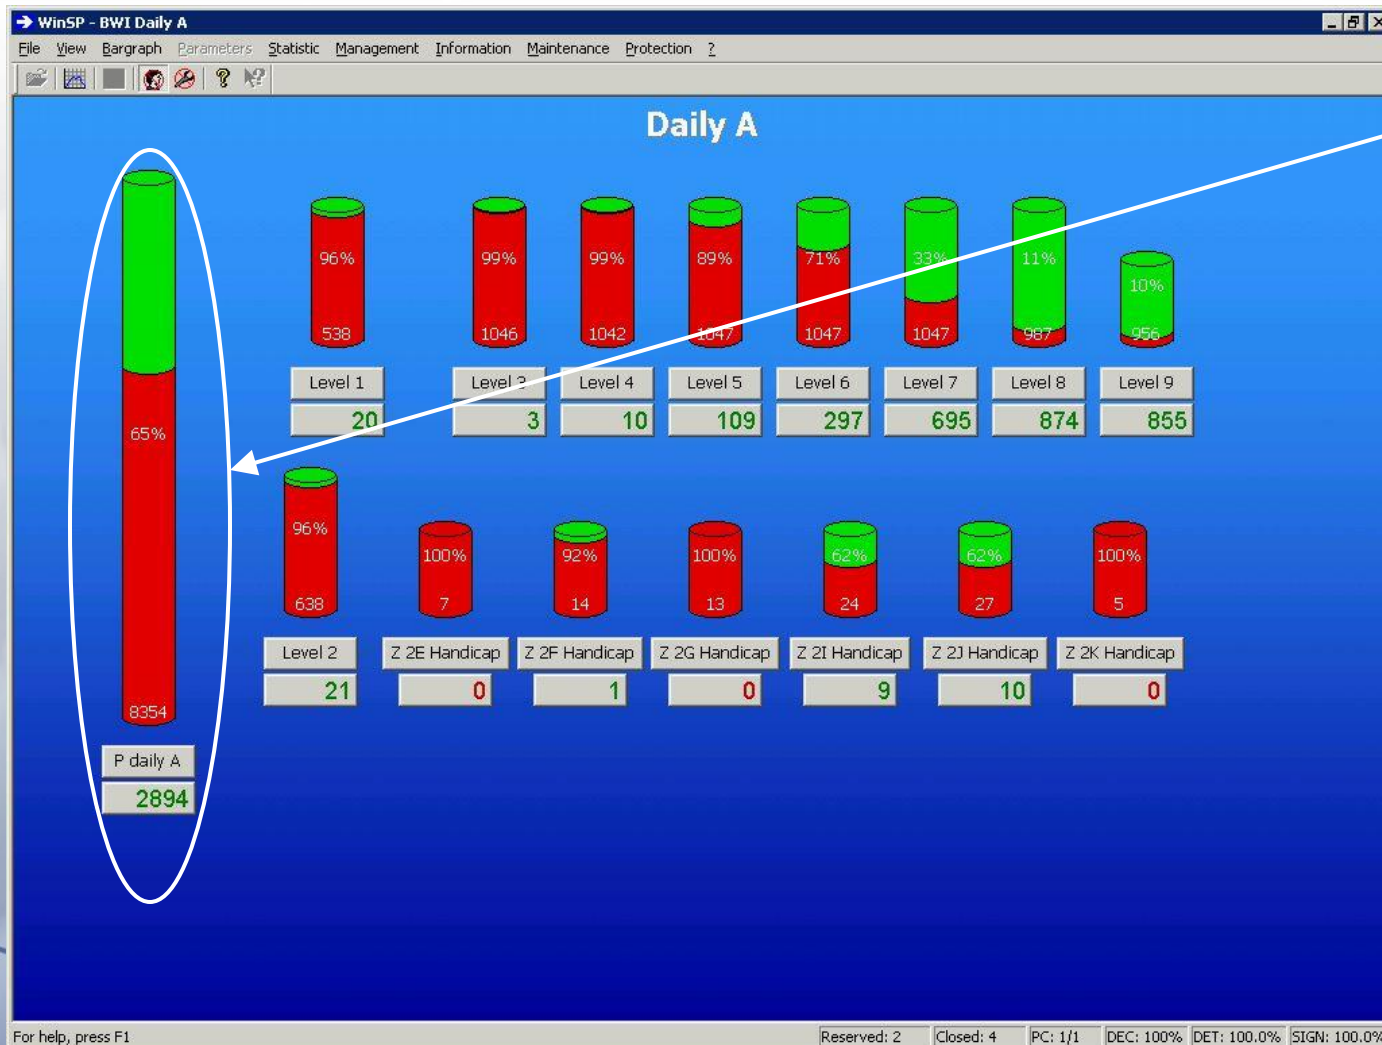 WinSP - BWI Daily A
File View Bargraph Parameters Statistic Management Information Maintenance Protection ?
Daily A
65%
8354
P daily A
2894
96% 99% 99% 89% 71% 33% 11% 10%
538 1046 1042 1047 1047 1047 987 956
Level 1 Level 3 Level 4 Level 5 Level 6 Level 7 Level 8 Level 9
20 3 10 109 297 695 874 855
96% 100% 92% 100% 62% 62% 100%
638 7 14 13 24 27 5
Level 2 Z 2E Handicap Z 2F Handicap Z 2G Handicap Z 2I Handicap Z 2J Handicap Z 2K Handicap
21 0 1 0 9 10 0
For help, press F1 Reserved: 2 Closed: 4 PC: 1/1 DEC: 100% DET: 100.0% SIGN: 100.0%